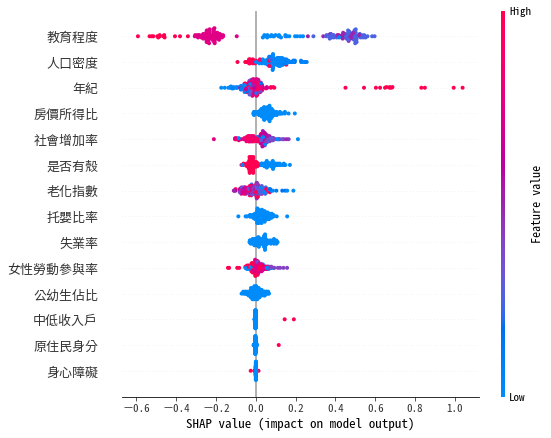 High
教育程度
人口密度
年紀
房價所得比
社會增加率
是否有殼
老化指數
托嬰比率
失業率
女性勞動參與率
公幼生佔比
中低收入戶
原住民身分
身心障礙
Feature value
Low
−0.6 −0.4 −0.2 0.0 0.2 0.4 0.6 0.8 1.0
SHAP value (impact on model output)